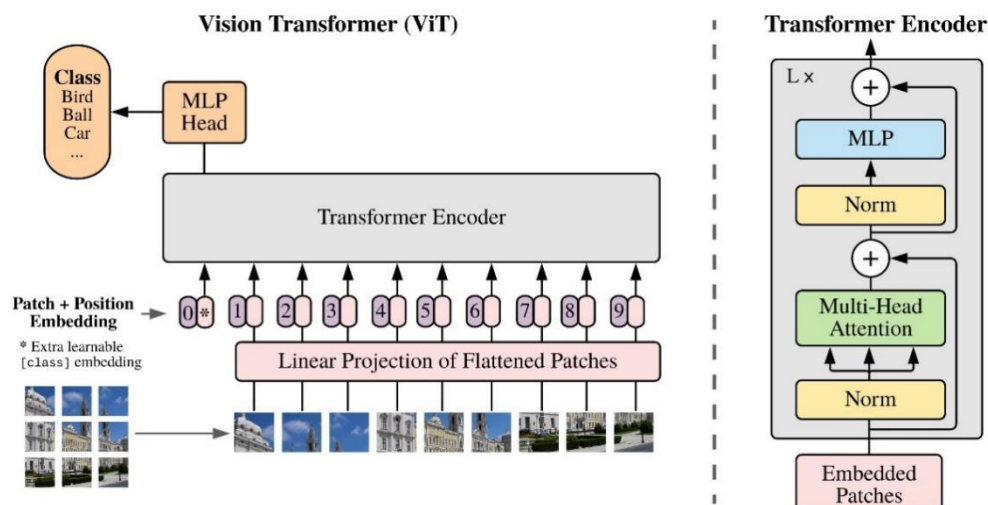 Vision Transformer (ViT)
Class
Bird
Ball
Car
...
MLP
Head
Transformer Encoder
Patch + Position
Embedding
0 * 1 2 3 4 5 6 7 8 9
* Extra learnable
[class] embedding
Linear Projection of Flattened Patches
Transformer Encoder
L x
+
MLP
Norm
+
Multi-Head
Attention
Norm
Embedded
Patches